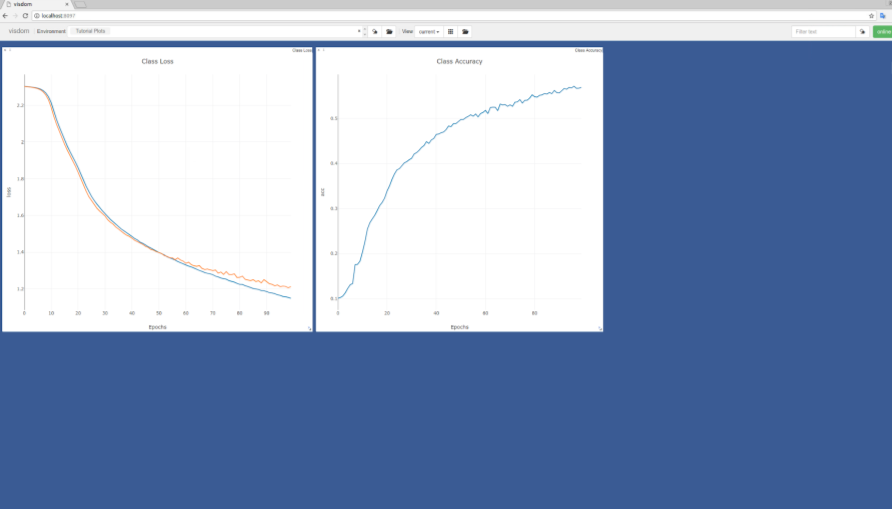 visdom
localhost:8097
visdom Environment Tutorial Plots View current Filter text online
Class Loss
Class Loss
2.2
2
1.8
1.6
1.4
1.2
0 10 20 30 40 50 60 70 80 90
loss
Epochs
Class Accuracy
Class Accuracy
0.5
0.4
0.3
0.2
0.1
0 20 40 60 80
acc
Epochs